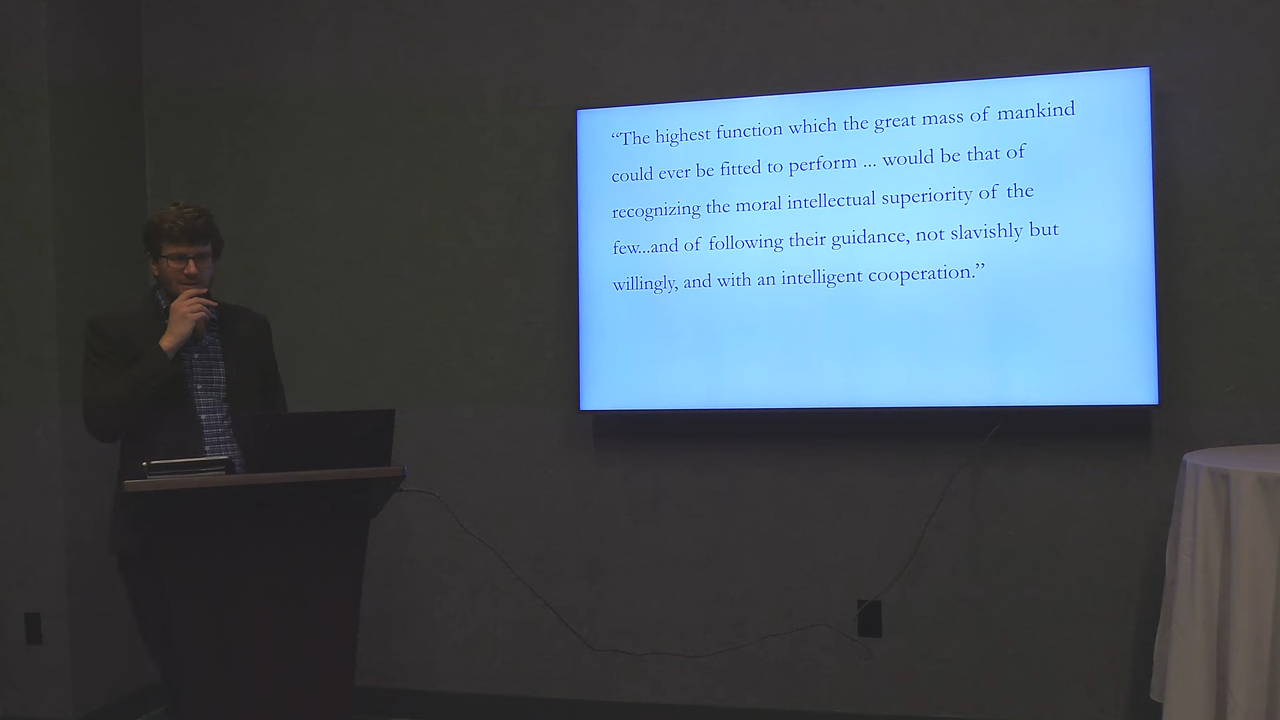 “The highest function which the great mass of mankind
could ever be fitted to perform ... would be that of
recognizing the moral intellectual superiority of the
few...and of following their guidance, not slavishly but
willingly, and with an intelligent cooperation.”